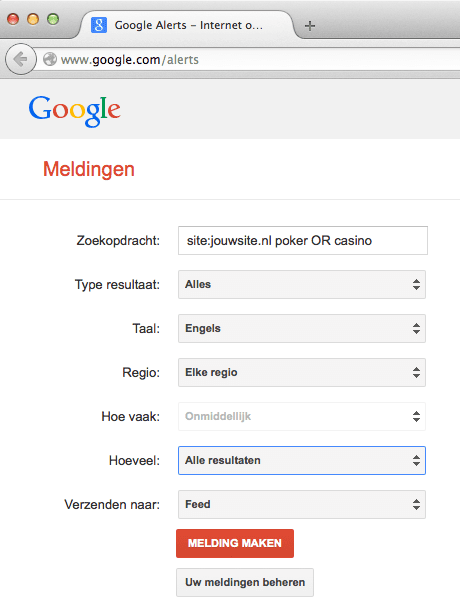 Google Alerts – Internet o...
www.google.com/alerts
Google
Meldingen
Zoekopdracht: site:jouwsite.nl poker OR casino
Type resultaat: Alles
Taal: Engels
Regio: Elke regio
Hoe vaak: Onmiddellijk
Hoeveel: Alle resultaten
Verzenden naar: Feed
MELDING MAKEN
Uw meldingen beheren